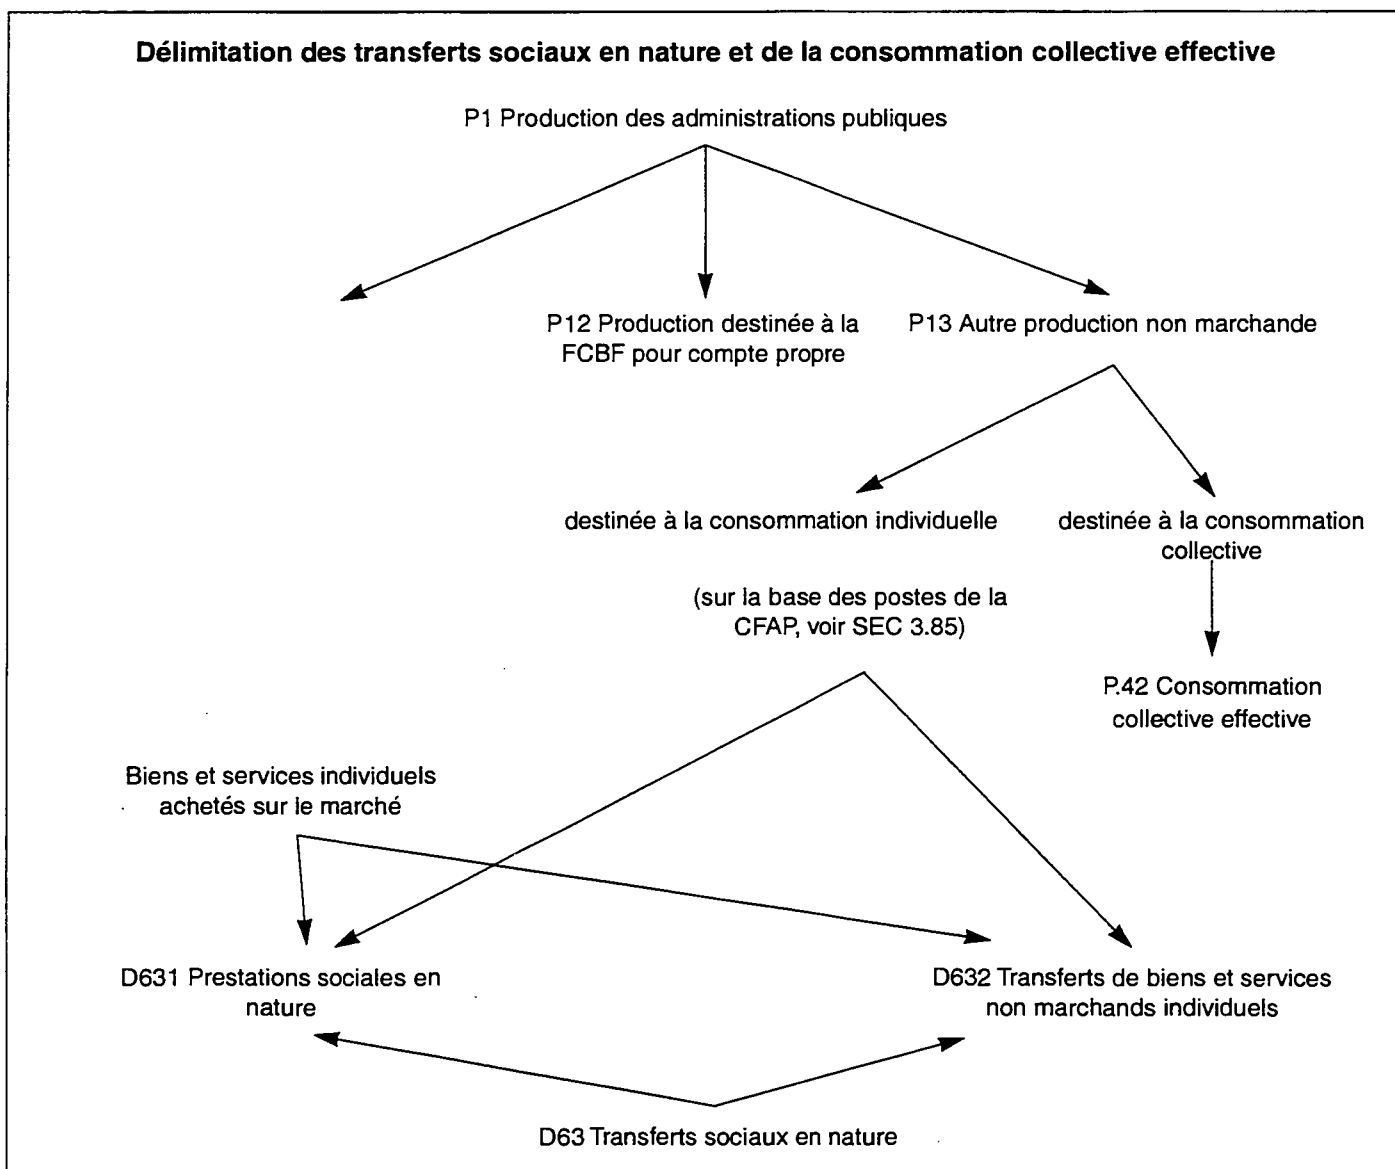 Délimitation des transferts sociaux en nature et de la consommation collective effective
P1 Production des administrations publiques
P12 Production destinée à la
FCBF pour compte propre
P13 Autre production non marchande
destinée à la consommation individuelle
destinée à la consommation
collective
(sur la base des postes de la
CFAP, voir SEC 3.85)
P.42 Consommation
collective effective
Biens et services individuels
achetés sur le marché
D631 Prestations sociales en
nature
D632 Transferts de biens et services
non marchands individuels
D63 Transferts sociaux en nature